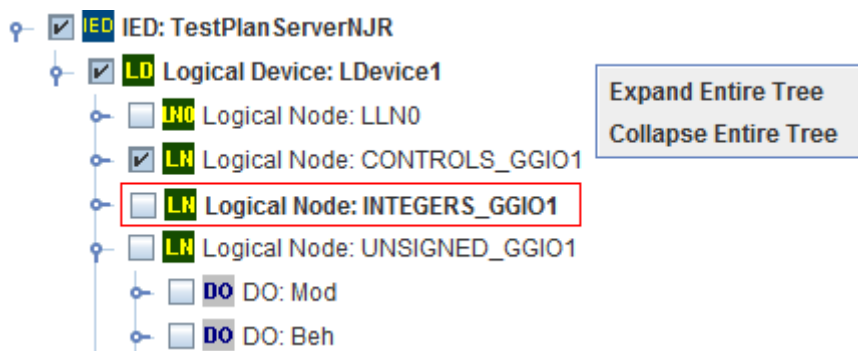 IED IED: TestPlanServerNJR
LD Logical Device: LDevice1
Expand Entire Tree
LN0 Logical Node: LLN0
Collapse Entire Tree
LN Logical Node: CONTROLS_GGIO1
LN Logical Node: INTEGERS_GGIO1
LN Logical Node: UNSIGNED_GGIO1
DO DO: Mod
DO DO: Beh